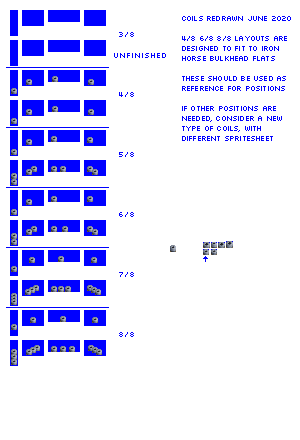 COILS REDRAWN JUNE 2020
3/8
UNFINISHED
4/8 6/8 8/8 LAYOUTS ARE
DESIGNED TO FIT TO IRON
HORSE BULKHEAD FLATS
THESE SHOULD BE USED AS
REFERENCE FOR POSITIONS
IF OTHER POSITIONS ARE
NEEDED, CONSIDER A NEW
TYPE OF COILS, WITH
DIFFERENT SPRITESHEET
4/8
5/8
6/8
7/8
8/8